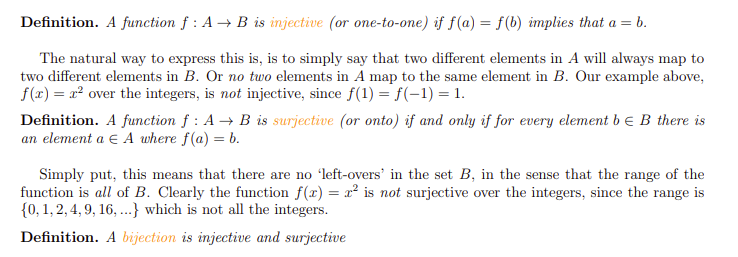 Definition. A function f : A → B is injective (or one-to-one) if f(a) = f(b) implies that a = b.
The natural way to express this is, is to simply say that two different elements in A will always map to
two different elements in B. Or no two elements in A map to the same element in B. Our example above,
f(x) = x² over the integers, is not injective, since f(1) = f(−1) = 1.
Definition. A function f : A → B is surjective (or onto) if and only if for every element b ∈ B there is
an element a ∈ A where f(a) = b.
Simply put, this means that there are no ‘left-overs’ in the set B, in the sense that the range of the
function is all of B. Clearly the function f(x) = x² is not surjective over the integers, since the range is
{0, 1, 2, 4, 9, 16, ...} which is not all the integers.
Definition. A bijection is injective and surjective